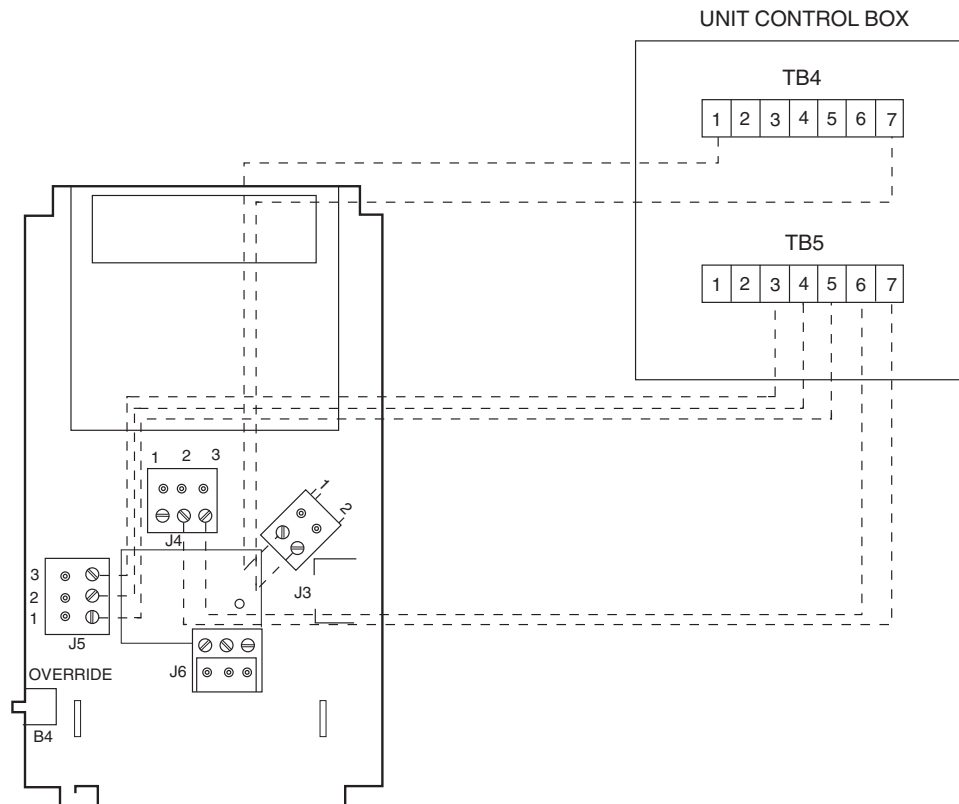 UNIT CONTROL BOX
TB4
1 2 3 4 5 6 7
TB5
1 2 3 4 5 6 7
1 2 3
J4
1
2
J3
3
2
1
J5
J6
OVERRIDE
B4